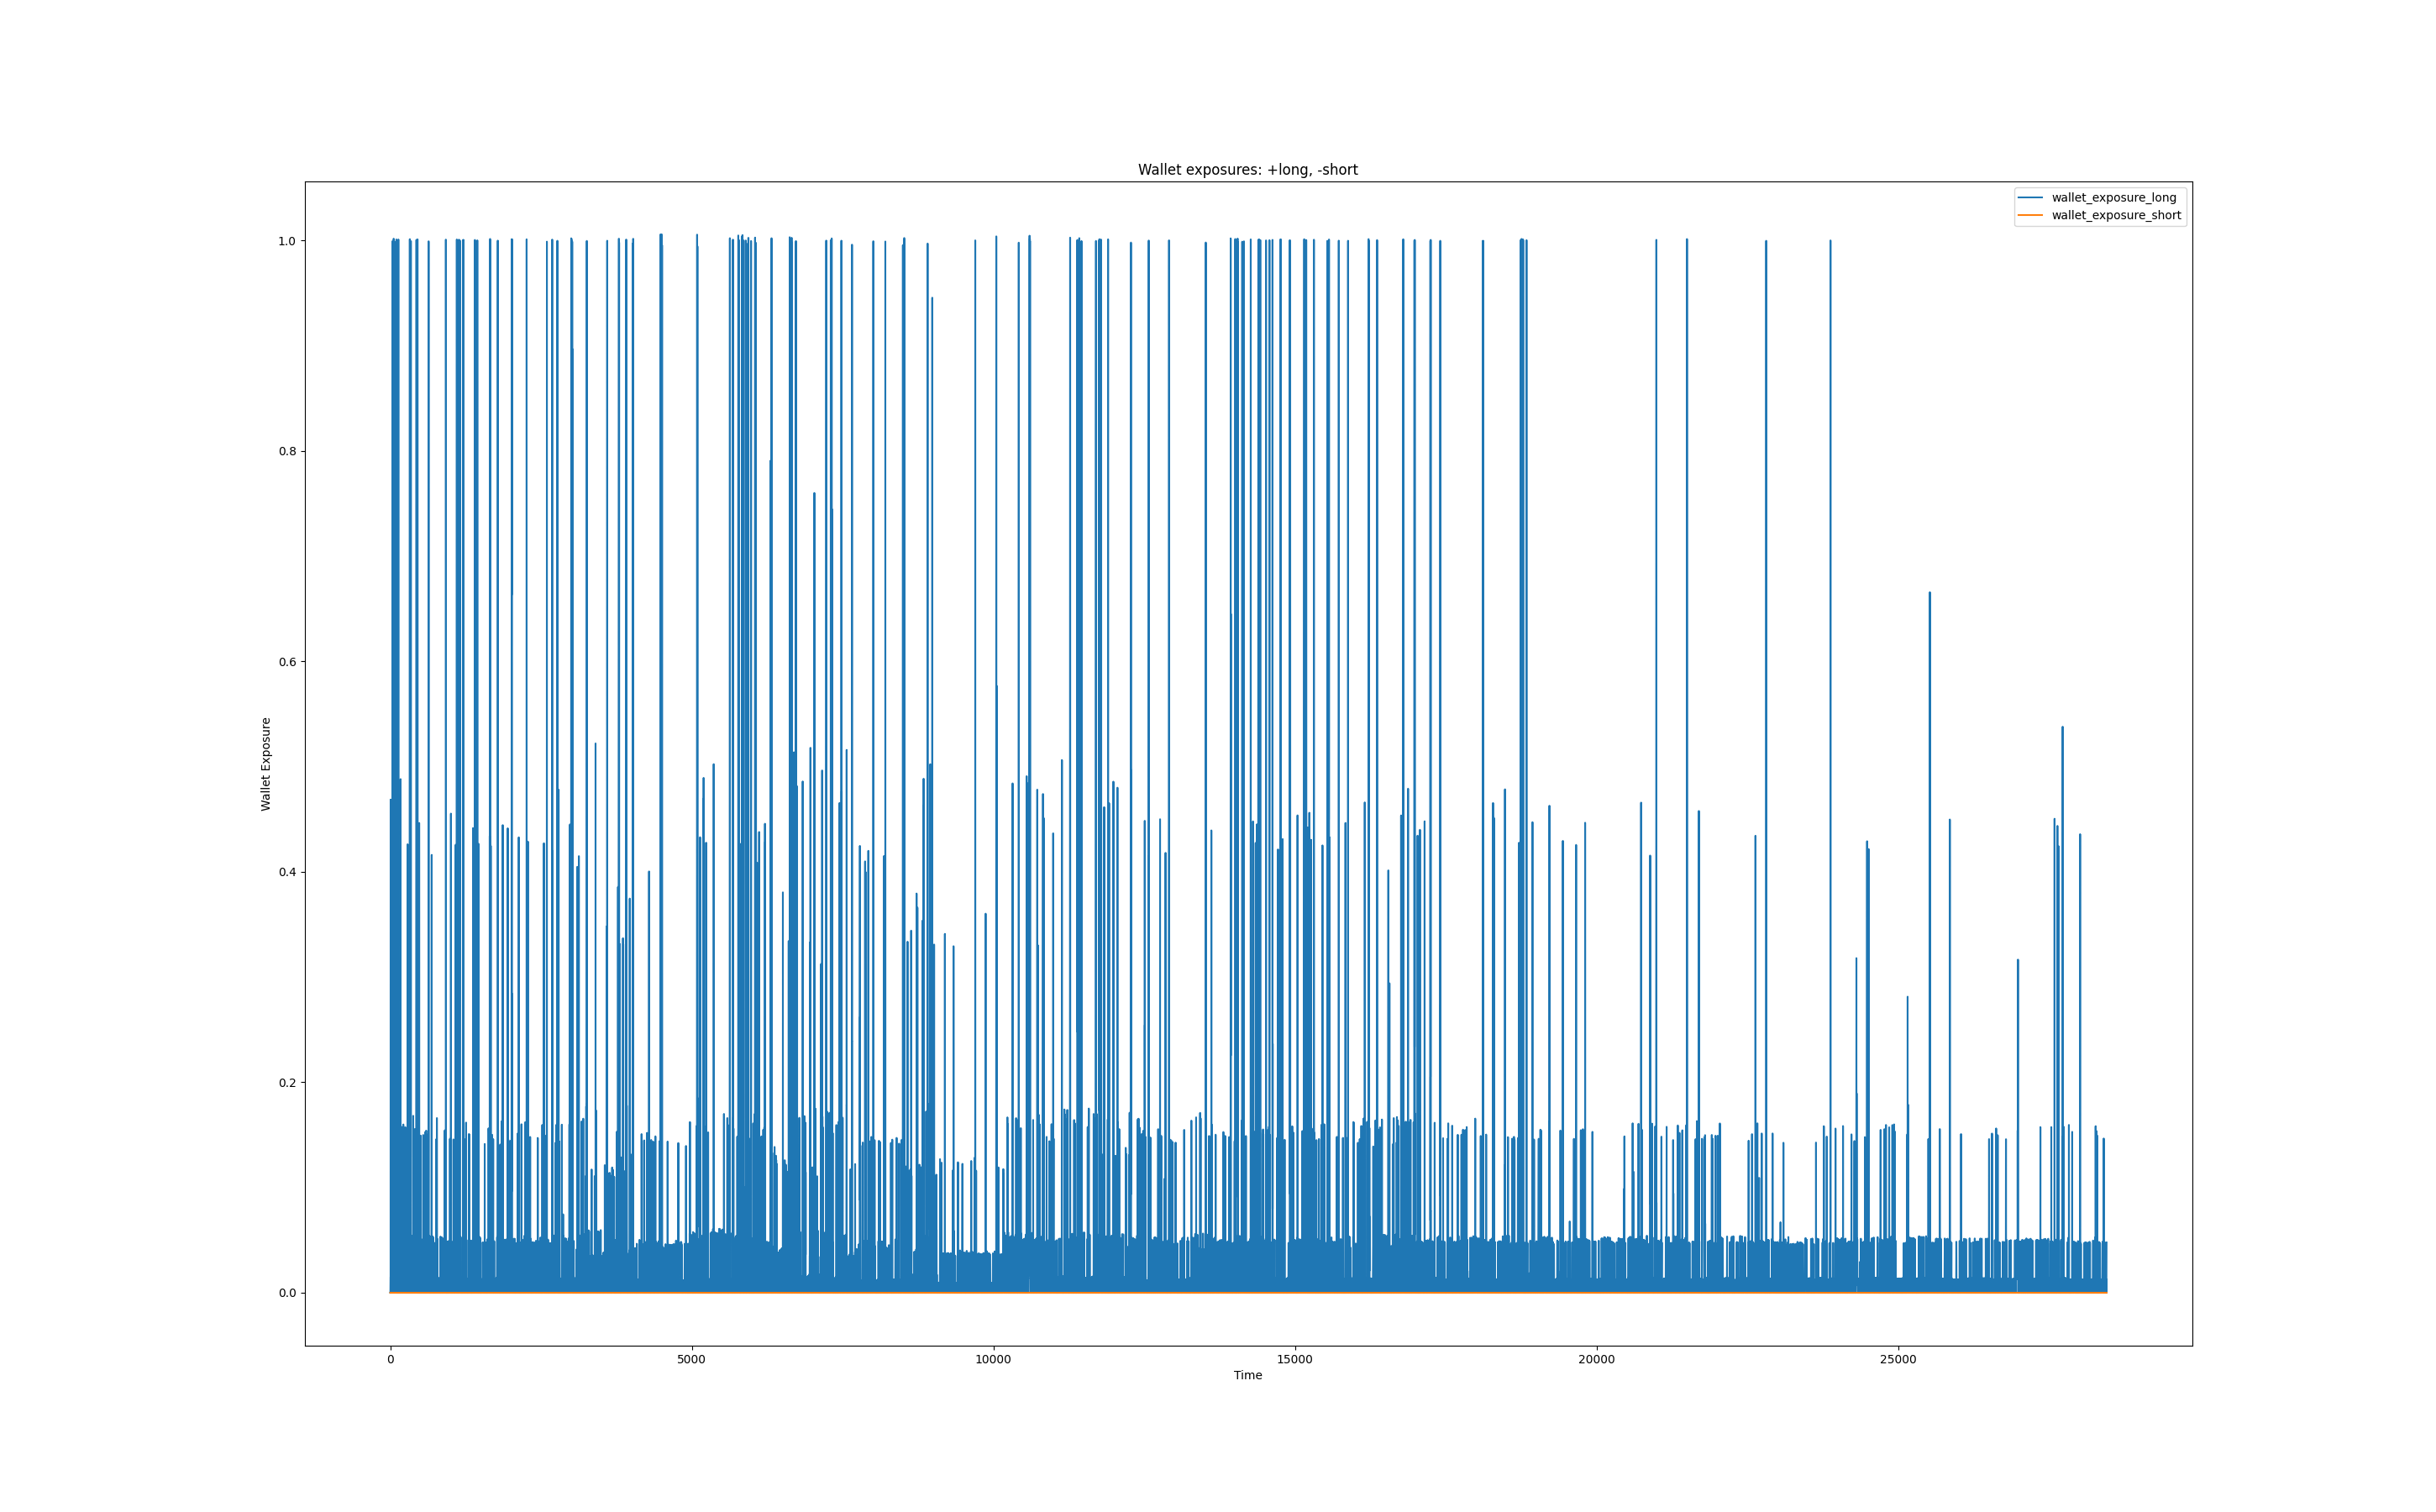 Wallet exposures: +long, -short
wallet_exposure_long
wallet_exposure_short
1.0
0.8
0.6
0.4
0.2
0.0
Wallet Exposure
0 5000 10000 15000 20000 25000
Time